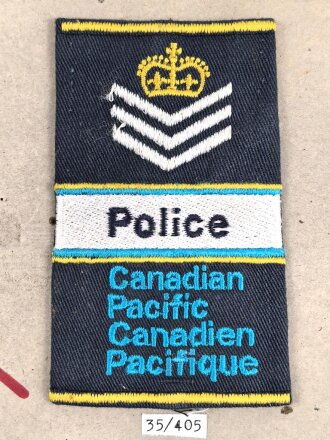 Police
Canadian
Pacific
Canadien
Pacifique
35/405